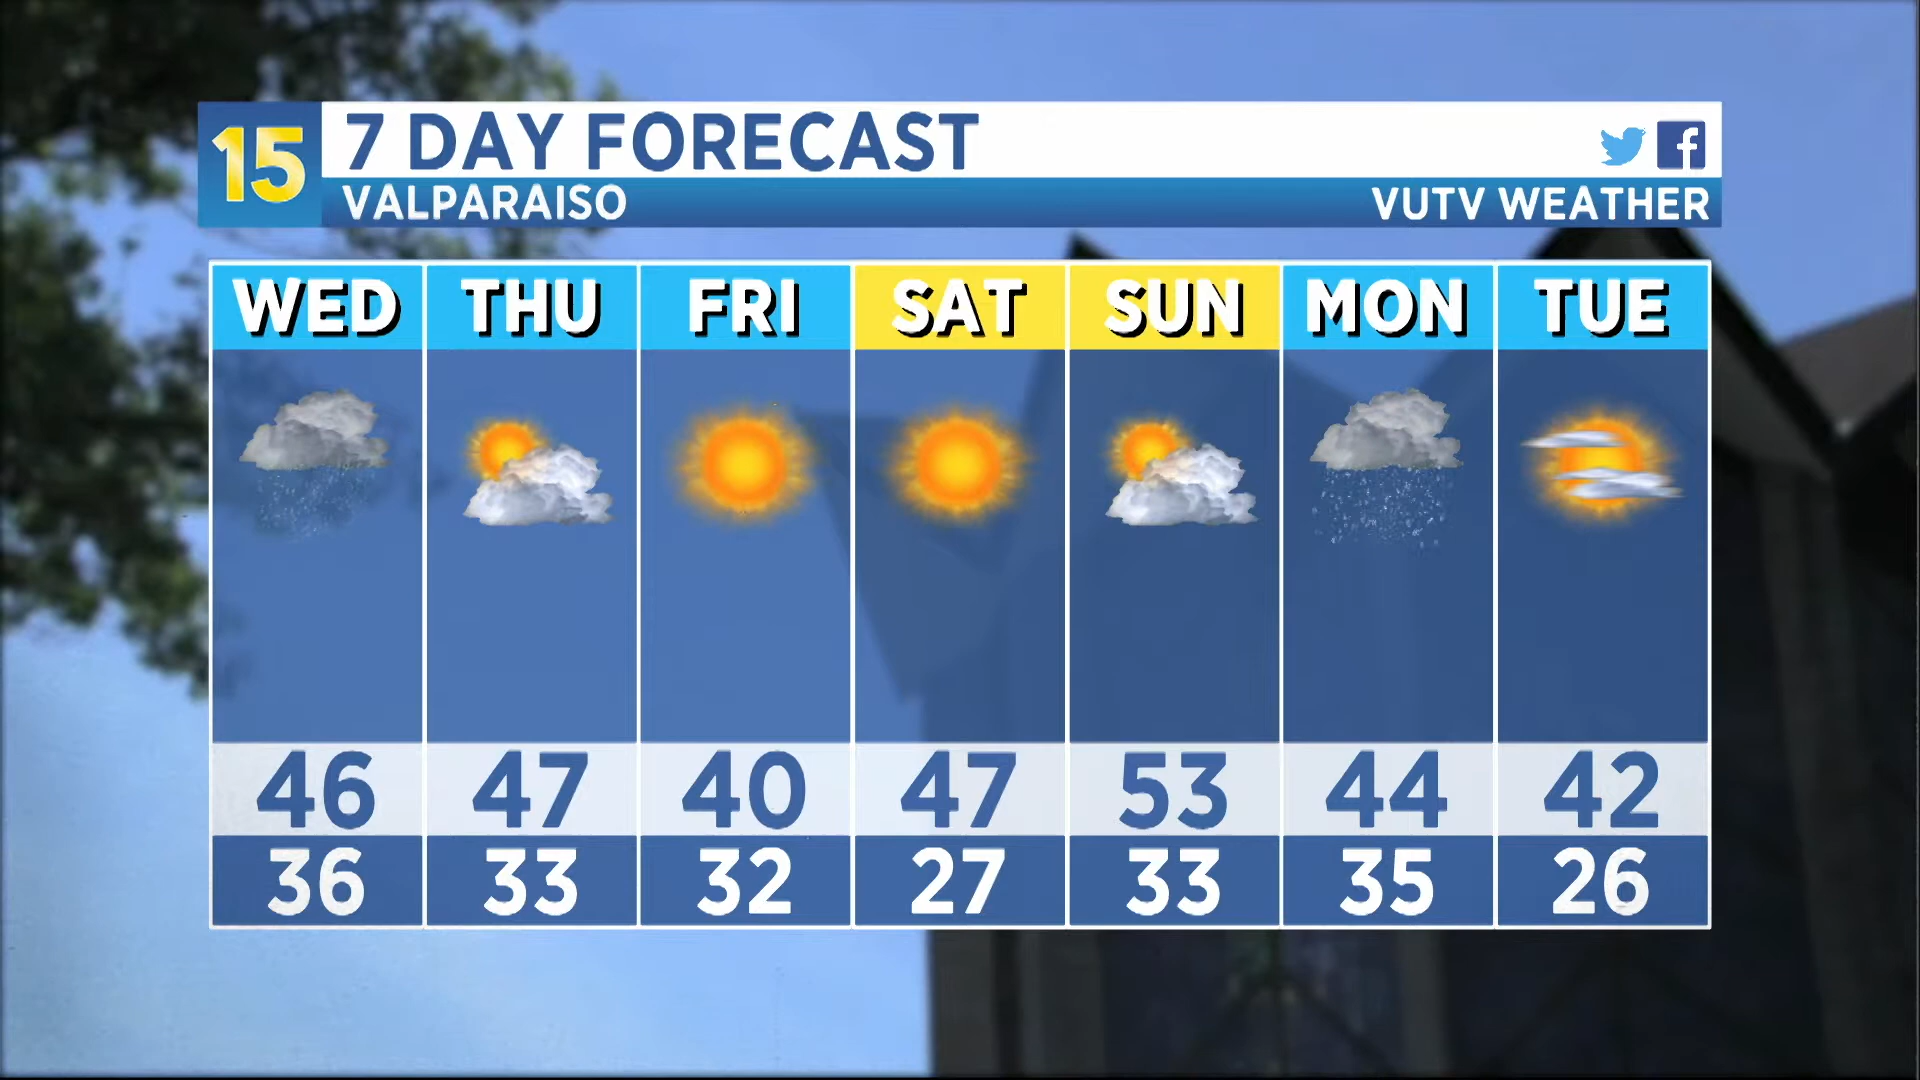 15
7 DAY FORECAST
VALPARAISO
VUTV WEATHER
WED THU FRI SAT SUN MON TUE
46 47 40 47 53 44 42
36 33 32 27 33 35 26